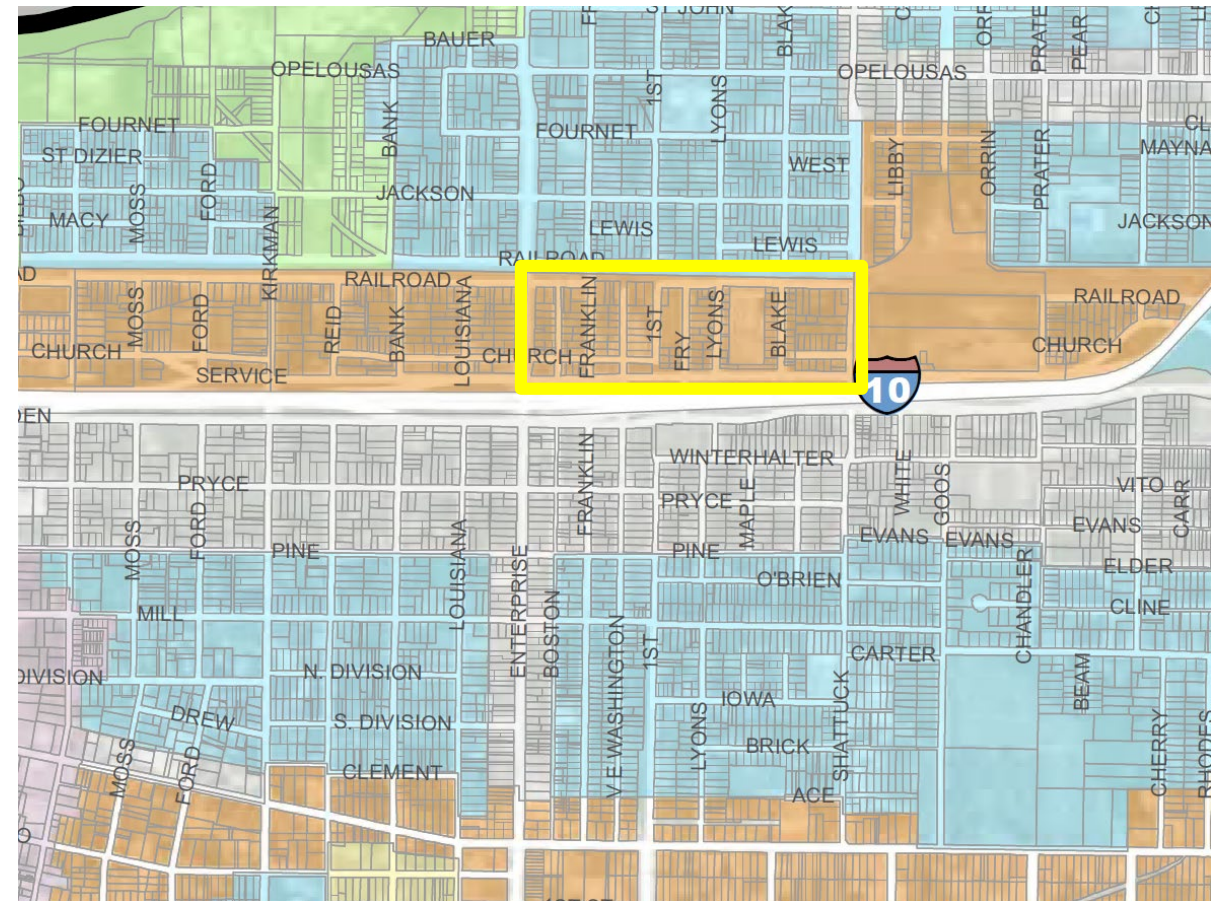 ST JOHN
BAUER
OPELOUSAS
OPELOUSAS
PRATE
PEAR
BANK
1ST
LYONS
FOURNET
FOURNET
ST DIZIER
WEST
MAYNA
MOSS
FORD
LIBBY
ORRIN
PRATER
JACKSON
JACKSON
MACY
KIRKMAN
LEWIS
LEWIS
RAILROAD
RAILROAD
RAILROAD
MOSS
FORD
REID
BANK
LOUISIANA
FRANKLIN
1ST
FRY
LYONS
BLAKE
CHURCH
CHURCH
CHURCH
SERVICE
10
FRANKLIN
WINTERHALTER
WHITE
GOOS
PRYCE
PRYCE
MAPLE
VITO
CARR
MOSS
FORD
PINE
PINE
EVANS
EVANS
EVANS
LOUISIANA
ENTERPRISE
BOSTON
O'BRIEN
ELDER
CHANDLER
CLINE
MILL
V E WASHINGTON
1ST
CARTER
DIVISION
N. DIVISION
BEAM
DREW
S. DIVISION
IOWA
SHATTUCK
LYONS
BRICK
CHERRY
RHODES
MOSS
FORD
CLEMENT
ACE